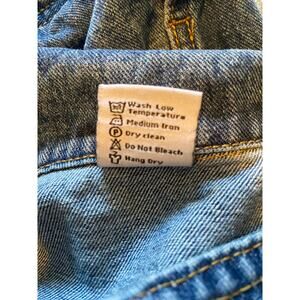 Wash Low
Temperature
Medium Iron
P Dry clean
Do Not Bleach
Hang Dry